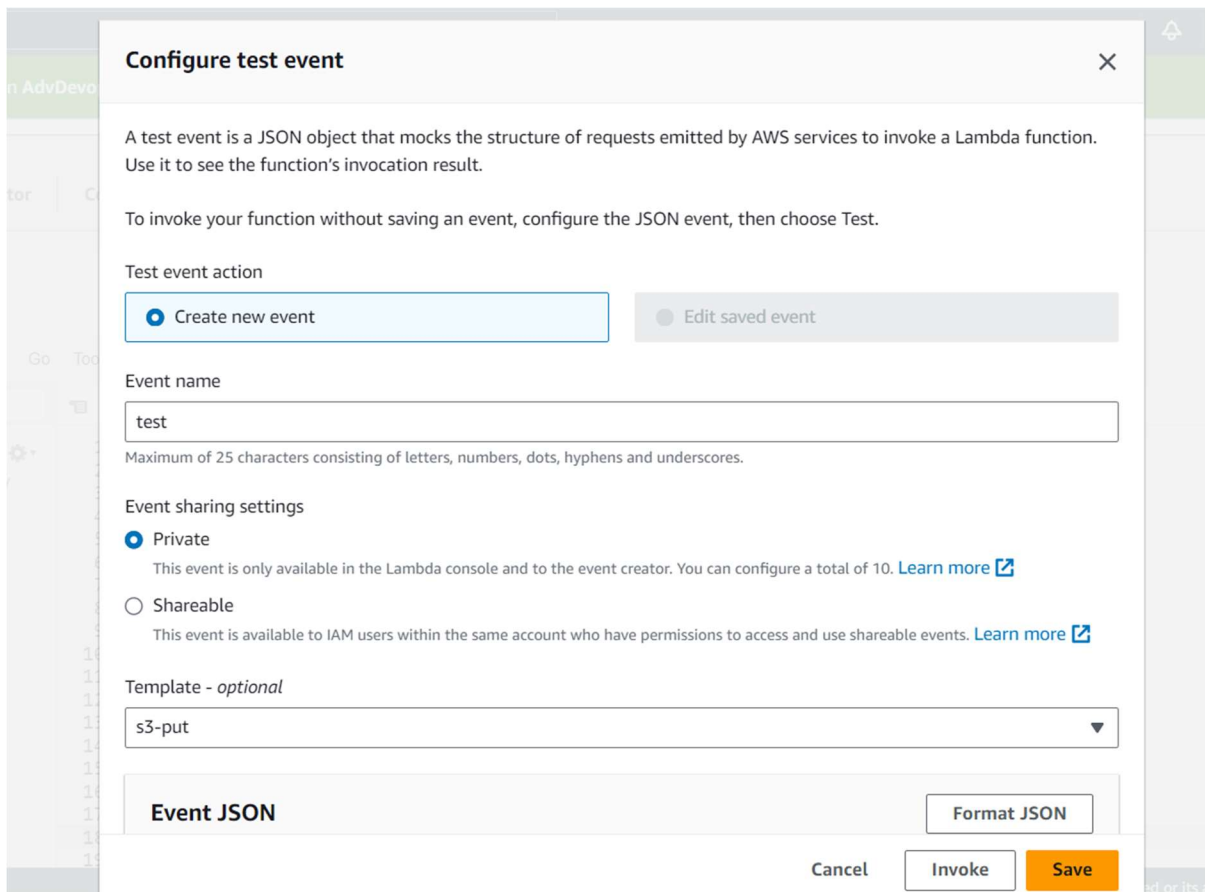 Configure test event
n AdvDevo
A test event is a JSON object that mocks the structure of requests emitted by AWS services to invoke a Lambda function.
Use it to see the function's invocation result.
tor
To invoke your function without saving an event, configure the JSON event, then choose Test.
Test event action
Create new event
Edit saved event
Go Too
Event name
test
Maximum of 25 characters consisting of letters, numbers, dots, hyphens and underscores.
Event sharing settings
Private
This event is only available in the Lambda console and to the event creator. You can configure a total of 10. Learn more
Shareable
This event is available to IAM users within the same account who have permissions to access and use shareable events. Learn more
Template - optional
s3-put
Event JSON
Format JSON
Cancel
Invoke
Save